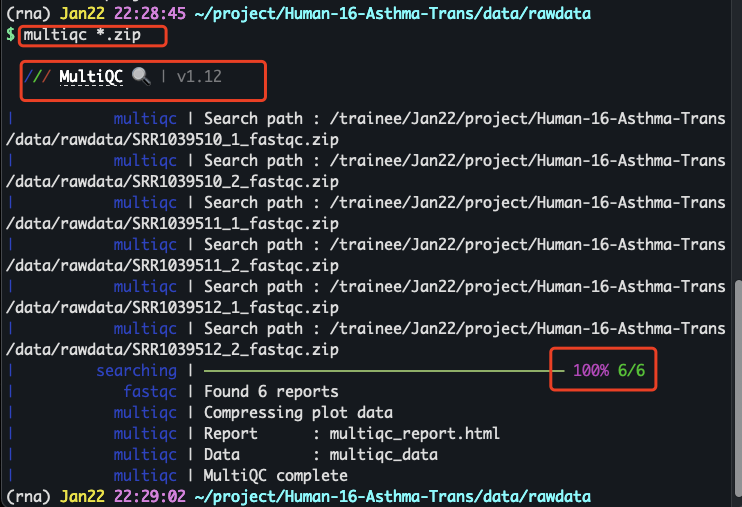 (rna) Jan22 22:28:45 ~/project/Human-16-Asthma-Trans/data/rawdata
$ multiqc *.zip
/// MultiQC 🔍 | v1.12
|           multiqc | Search path : /trainee/Jan22/project/Human-16-Asthma-Trans
/data/rawdata/SRR1039510_1_fastqc.zip
|           multiqc | Search path : /trainee/Jan22/project/Human-16-Asthma-Trans
/data/rawdata/SRR1039510_2_fastqc.zip
|           multiqc | Search path : /trainee/Jan22/project/Human-16-Asthma-Trans
/data/rawdata/SRR1039511_1_fastqc.zip
|           multiqc | Search path : /trainee/Jan22/project/Human-16-Asthma-Trans
/data/rawdata/SRR1039511_2_fastqc.zip
|           multiqc | Search path : /trainee/Jan22/project/Human-16-Asthma-Trans
/data/rawdata/SRR1039512_1_fastqc.zip
|           multiqc | Search path : /trainee/Jan22/project/Human-16-Asthma-Trans
/data/rawdata/SRR1039512_2_fastqc.zip
|         searching | 100% 6/6
|            fastqc | Found 6 reports
|           multiqc | Compressing plot data
|           multiqc | Report      : multiqc_report.html
|           multiqc | Data        : multiqc_data
|           multiqc | MultiQC complete
(rna) Jan22 22:29:02 ~/project/Human-16-Asthma-Trans/data/rawdata